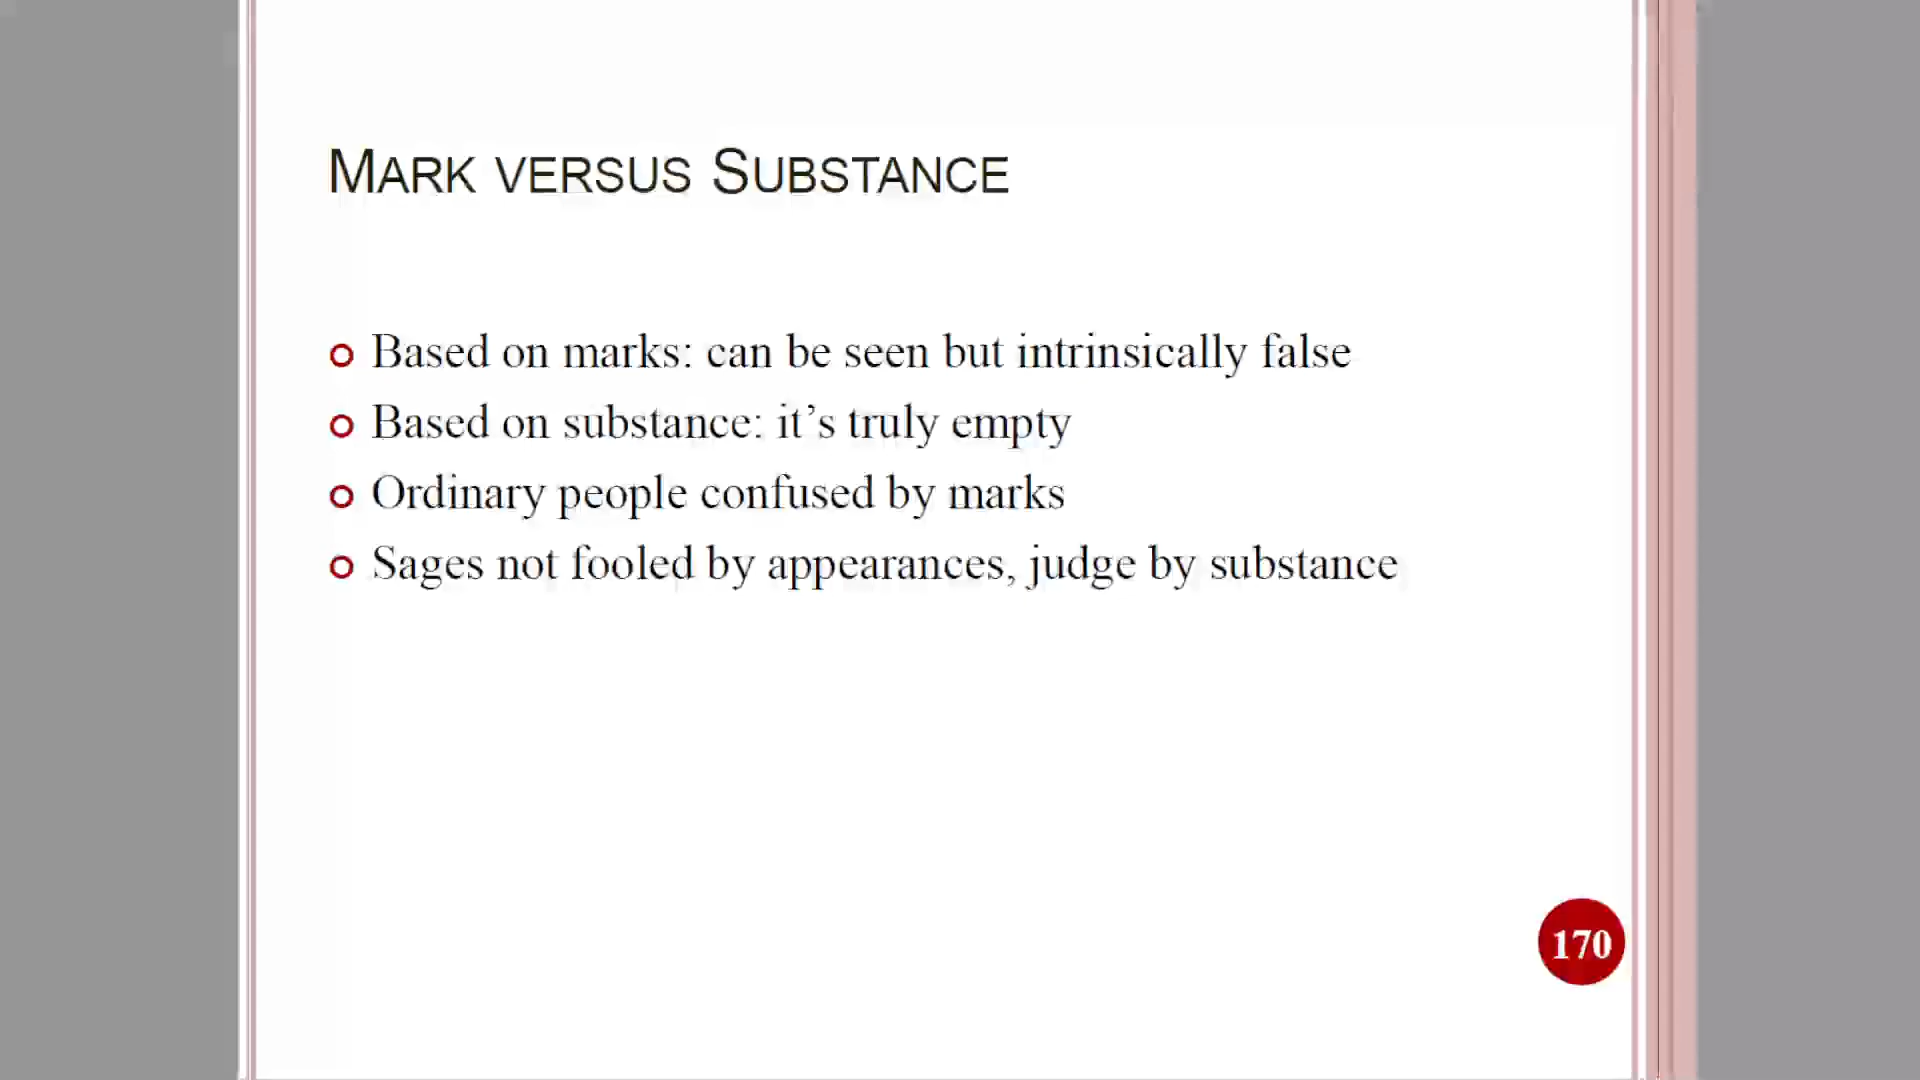 Mark versus Substance
Based on marks: can be seen but intrinsically false
Based on substance: it's truly empty
Ordinary people confused by marks
Sages not fooled by appearances, judge by substance
170